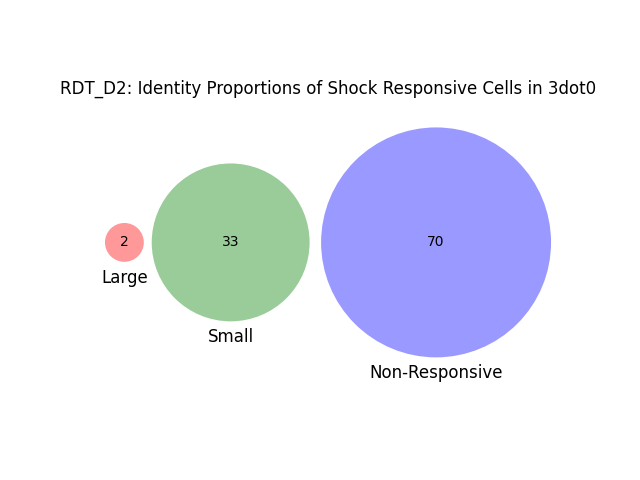 RDT_D2: Identity Proportions of Shock Responsive Cells in 3dot0
2
33
70
Large
Small
Non-Responsive